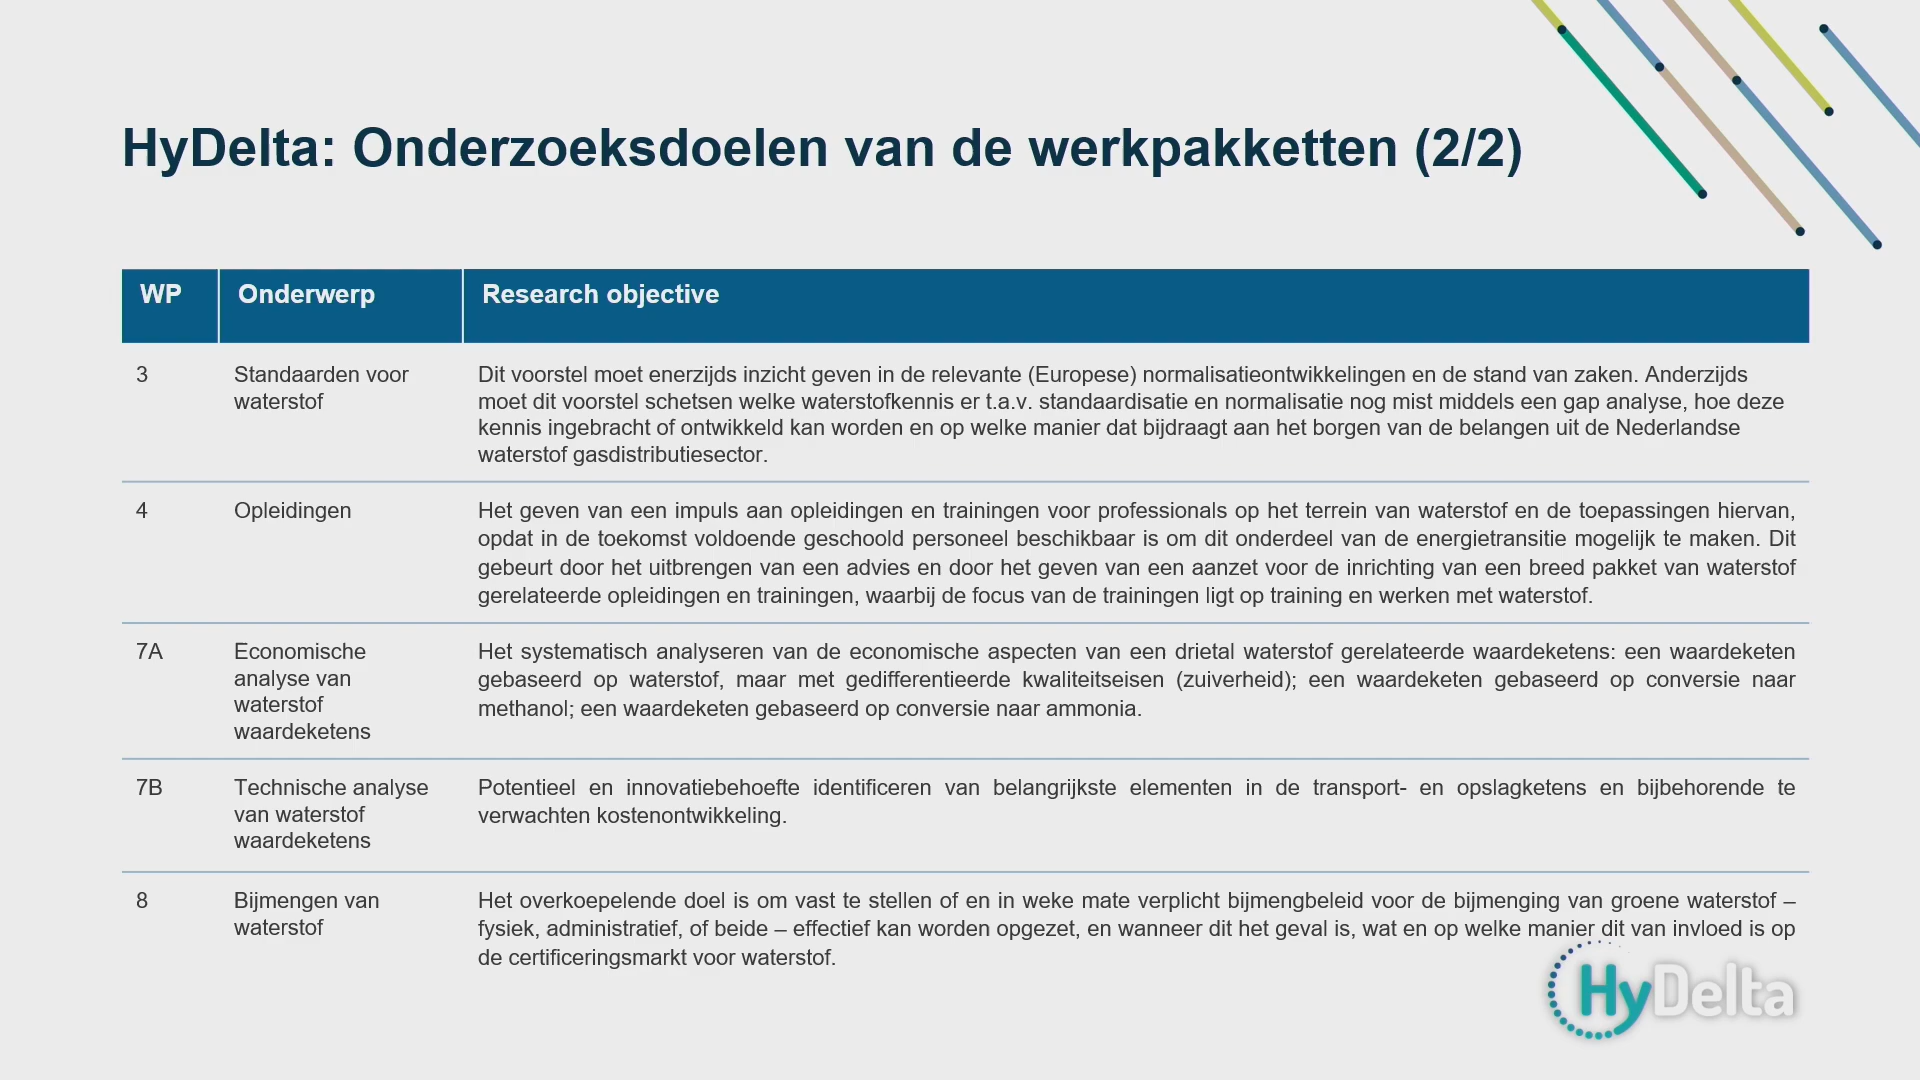 HyDelta: Onderzoeksdoelen van de werkpakketten (2/2)
WP Onderwerp Research objective
3
Standaarden voor
waterstof
Dit voorstel moet enerzijds inzicht geven in de relevante (Europese) normalisatieontwikkelingen en de stand van zaken. Anderzijds
moet dit voorstel schetsen welke waterstofkennis er t.a.v. standaardisatie en normalisatie nog mist middels een gap analyse, hoe deze
kennis ingebracht of ontwikkeld kan worden en op welke manier dat bijdraagt aan het borgen van de belangen uit de Nederlandse
waterstof gasdistributiesector.
4
Opleidingen
Het geven van een impuls aan opleidingen en trainingen voor professionals op het terrein van waterstof en de toepassingen hiervan,
opdat in de toekomst voldoende geschoold personeel beschikbaar is om dit onderdeel van de energietransitie mogelijk te maken. Dit
gebeurt door het uitbrengen van een advies en door het geven van een aanzet voor de inrichting van een breed pakket van waterstof
gerelateerde opleidingen en trainingen, waarbij de focus van de trainingen ligt op training en werken met waterstof.
7A
Economische
analyse van
waterstof
waardeketens
Het systematisch analyseren van de economische aspecten van een drietal waterstof gerelateerde waardeketens: een waardeketen
gebaseerd op waterstof, maar met gedifferentieerde kwaliteitseisen (zuiverheid); een waardeketen gebaseerd op conversie naar
methanol; een waardeketen gebaseerd op conversie naar ammonia.
7B
Technische analyse
van waterstof
waardeketens
Potentieel en innovatiebehoefte identificeren van belangrijkste elementen in de transport- en opslagketens en bijbehorende te
verwachten kostenontwikkeling.
8
Bijmengen van
waterstof
Het overkoepelende doel is om vast te stellen of en in weke mate verplicht bijmengbeleid voor de bijmenging van groene waterstof –
fysiek, administratief, of beide – effectief kan worden opgezet, en wanneer dit het geval is, wat en op welke manier dit van invloed is op
de certificeringsmarkt voor waterstof.
HyDelta